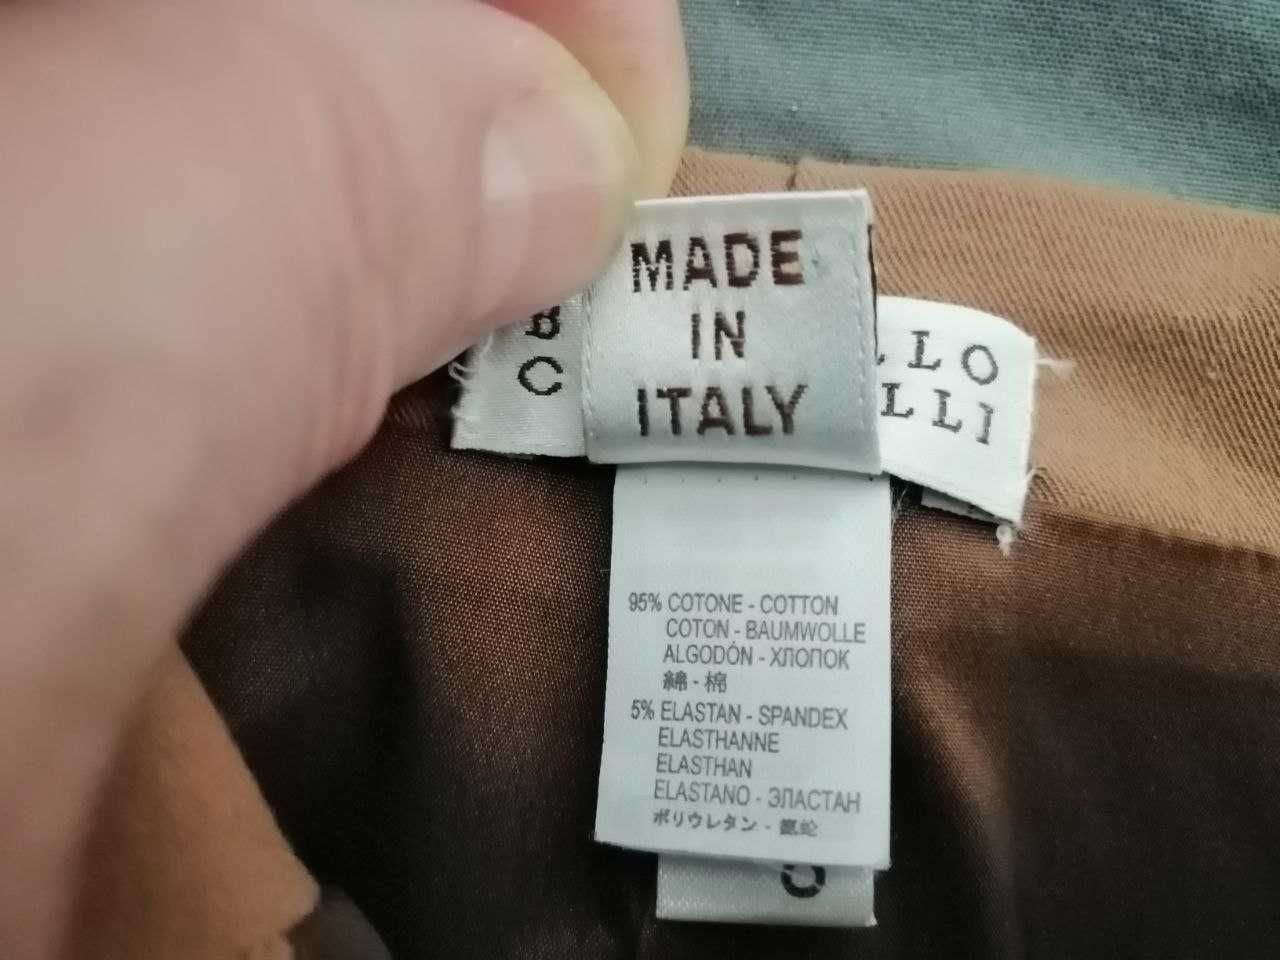 MADE
IN
ITALY
B
LLO
C
LLI
95% COTONE - COTTON
COTON - BAUMWOLLE
ALGODÓN - ХЛОПОК
綿 - 棉
5% ELASTAN - SPANDEX
ELASTHANNE
ELASTHAN
ELASTANO - ЭЛАСТАН
ポリウレタン -